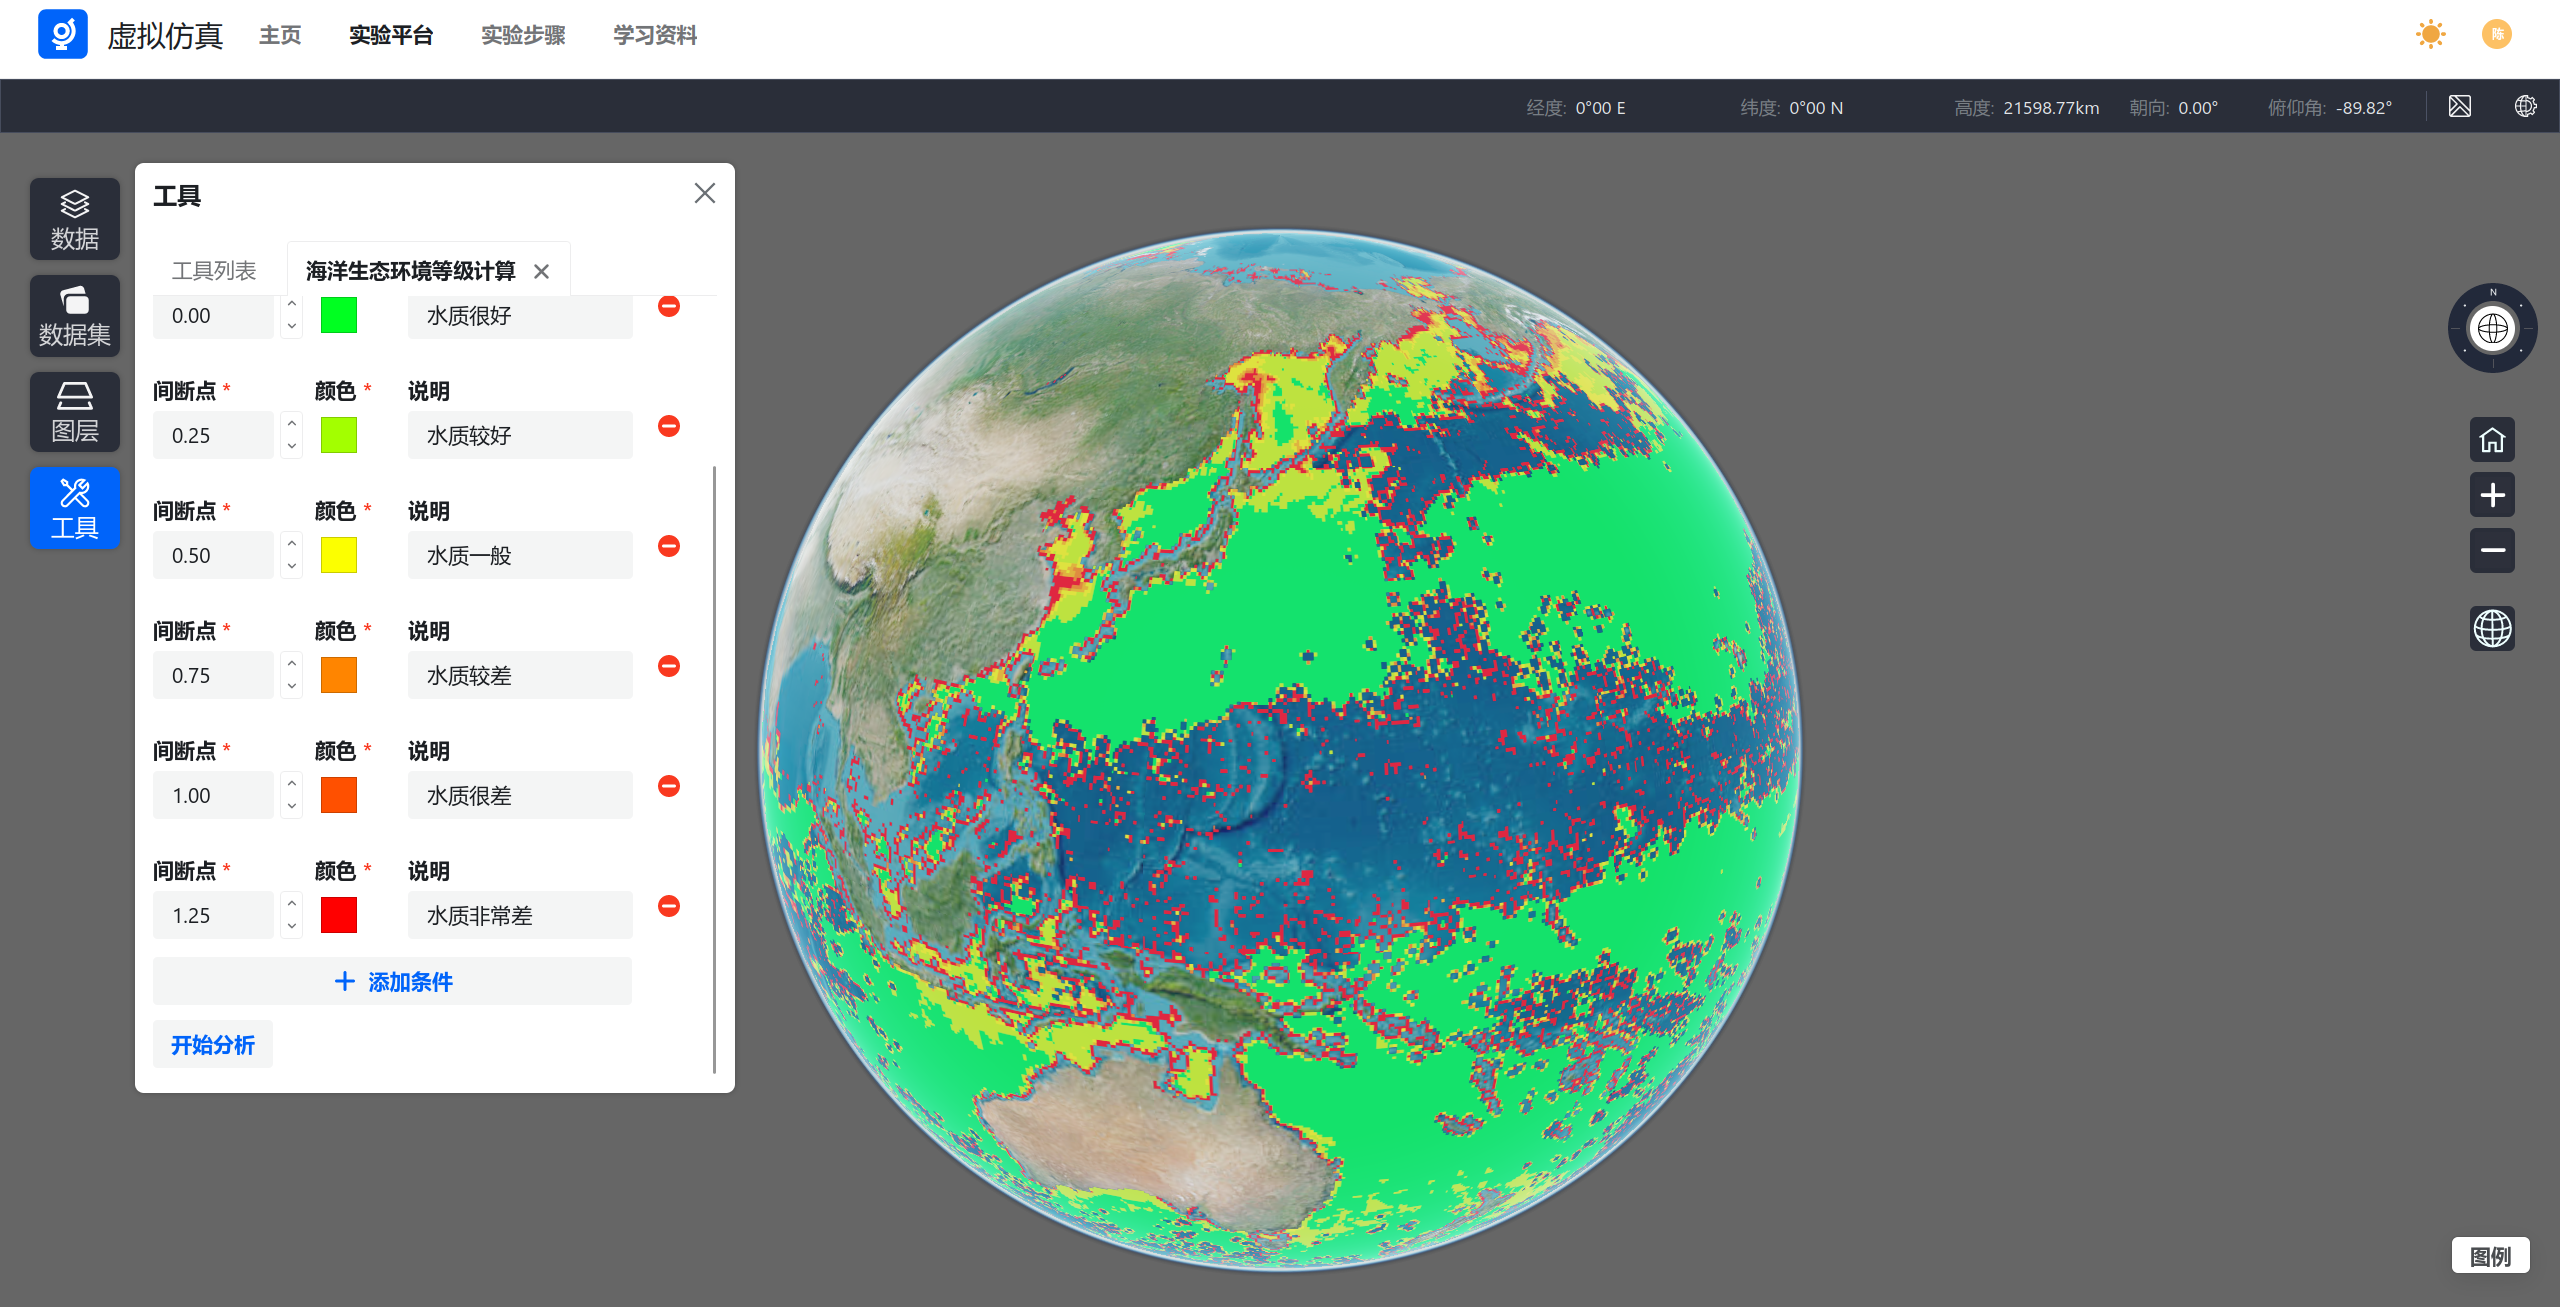 虚拟仿真
主页
实验平台
实验步骤
学习资料
陈
经度: 0°00 E
纬度: 0°00 N
高度: 21598.77km
朝向: 0.00°
俯仰角: -89.82°
数据
数据集
图层
工具
工具
工具列表
海洋生态环境等级计算
0.00
水质很好
间断点 *
颜色 *
说明
0.25
水质较好
间断点 *
颜色 *
说明
0.50
水质一般
间断点 *
颜色 *
说明
0.75
水质较差
间断点 *
颜色 *
说明
1.00
水质很差
间断点 *
颜色 *
说明
1.25
水质非常差
添加条件
开始分析
N
图例